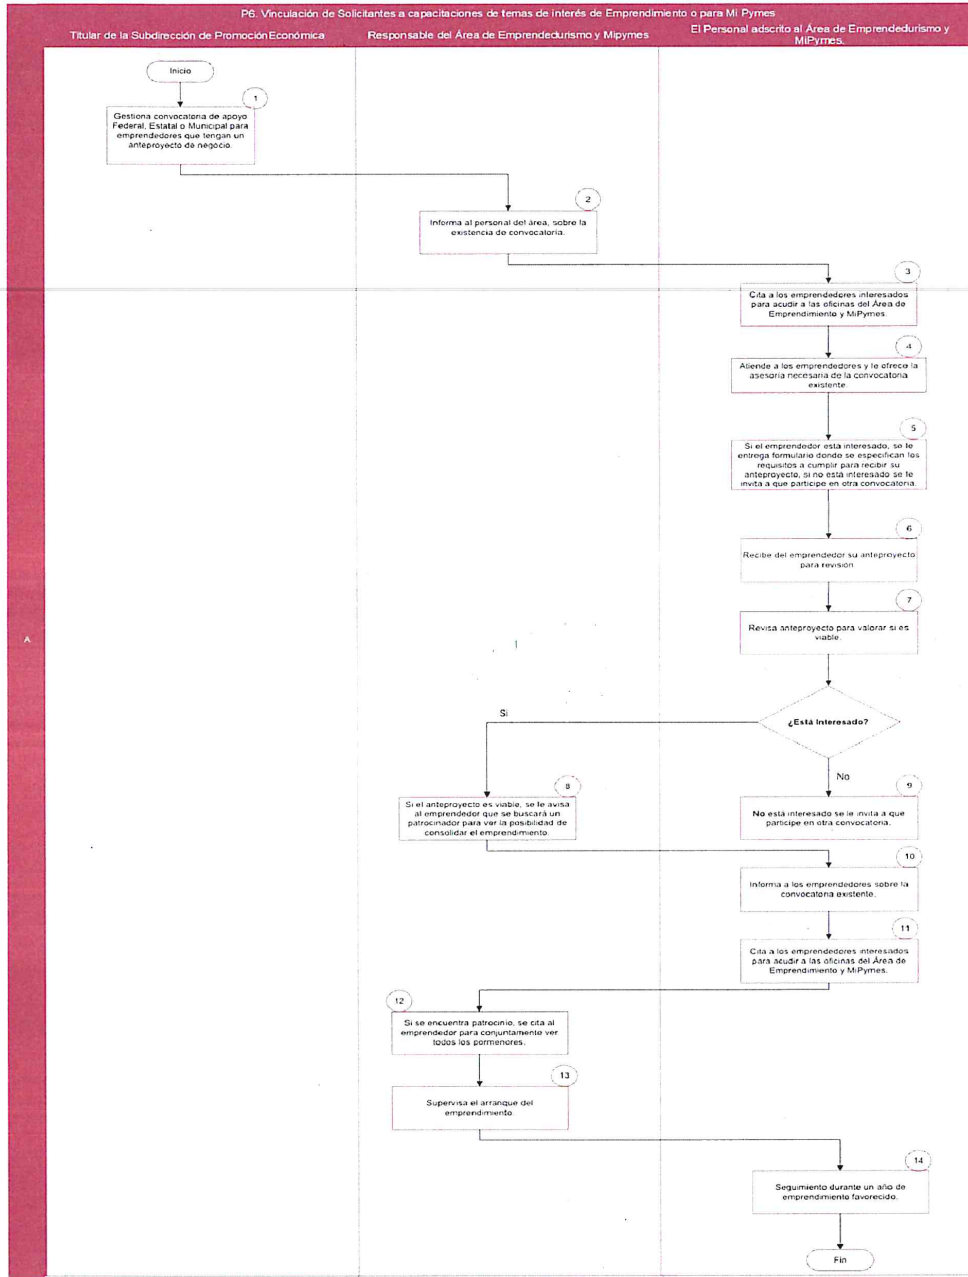 P6. Vinculación de Solicitantes a capacitaciones de temas de interés de Emprendimiento o para Mi Pymes
Titular de la Subdirección de Promoción Económica
Responsable del Área de Emprendedurismo y Mipymes
El Personal adscrito al Área de Emprendedurismo y
MiPymes.
A
Inicio
1
Gestiona convocatoria de apoyo
Federal, Estatal o Municipal para
emprendedores que tengan un
anteproyecto de negocio.
2
Informa al personal del área, sobre la
existencia de convocatoria.
3
Cita a los emprendedores interesados
para acudir a las oficinas del Área de
Emprendimiento y MiPymes.
4
Atiende a los emprendedores y le ofrece la
asesoría necesaria de la convocatoria
existente.
5
Si el emprendedor está interesado, se le
entrega formulario donde se especifican los
requisitos a cumplir para recibir su
anteproyecto, si no está interesado se le
invita a que participe en otra convocatoria.
6
Recibe del emprendedor su anteproyecto
para revisión.
7
Revisa anteproyecto para valorar si es
viable.
¿Está Interesado?
Si
No
8
Si el anteproyecto es viable, se le avisa
al emprendedor que se buscará un
patrocinador para ver la posibilidad de
consolidar el emprendimiento.
9
No está interesado se le invita a que
participe en otra convocatoria.
10
Informa a los emprendedores sobre la
convocatoria existente.
11
Cita a los emprendedores interesados
para acudir a las oficinas del Área de
Emprendimiento y MiPymes.
12
Si se encuentra patrocinio, se cita al
emprendedor para conjuntamente ver
todos los pormenores.
13
Supervisa el arranque del
emprendimiento.
14
Seguimiento durante un año de
emprendimiento favorecido.
Fin